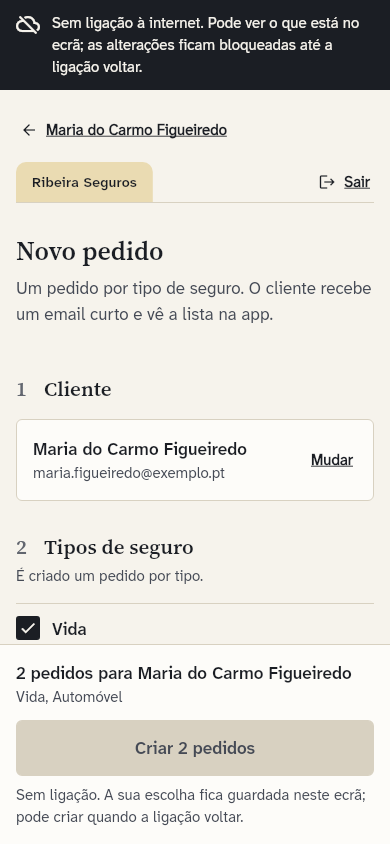 Sem ligação à internet. Pode ver o que está no
ecrã; as alterações ficam bloqueadas até a
ligação voltar.
Maria do Carmo Figueiredo
Ribeira Seguros
Sair
Novo pedido
Um pedido por tipo de seguro. O cliente recebe
um email curto e vê a lista na app.
1 Cliente
Maria do Carmo Figueiredo
maria.figueiredo@exemplo.pt
Mudar
2 Tipos de seguro
É criado um pedido por tipo.
Vida
2 pedidos para Maria do Carmo Figueiredo
Vida, Automóvel
Criar 2 pedidos
Sem ligação. A sua escolha fica guardada neste ecrã;
pode criar quando a ligação voltar.